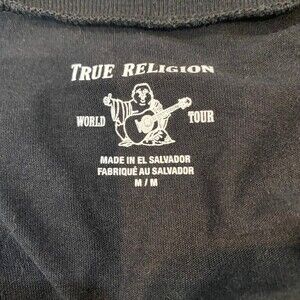 TRUE RELIGION
WORLD TOUR
MADE IN EL SALVADOR
FABRIQUÉ AU SALVADOR
M / M